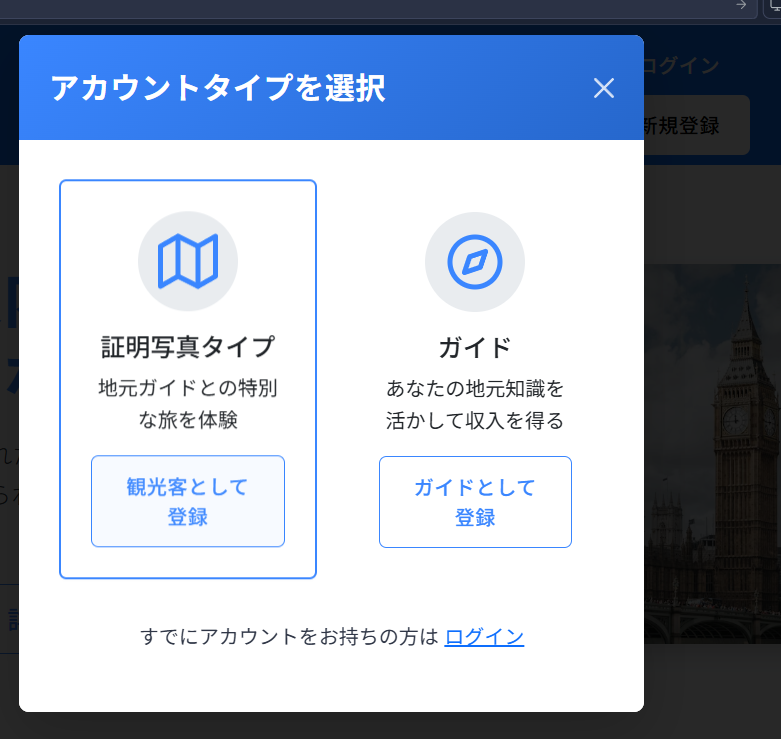 ログイン
アカウントタイプを選択
新規登録
証明写真タイプ
地元ガイドとの特別
な旅を体験
観光客として
登録
ガイド
あなたの地元知識を
活かして収入を得る
ガイドとして
登録
すでにアカウントをお持ちの方は ログイン